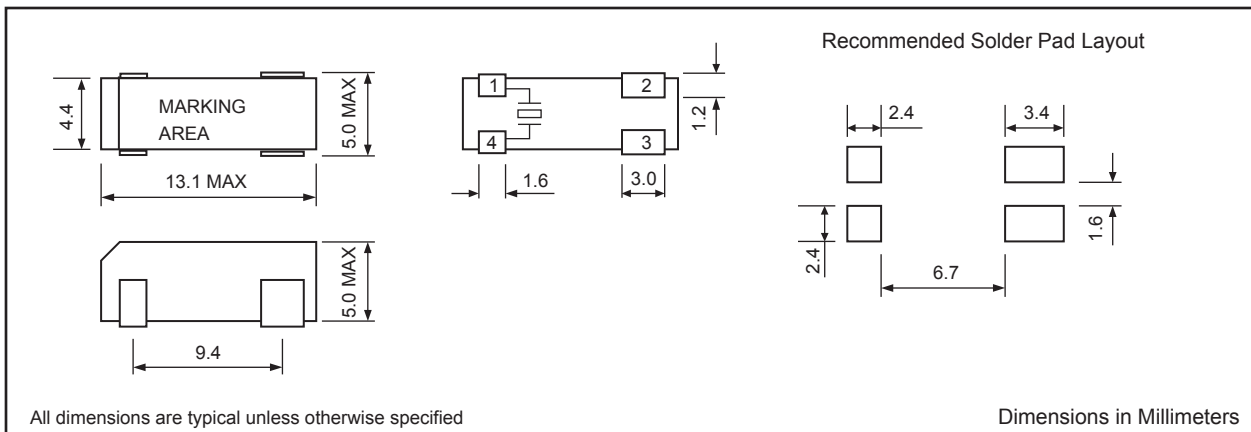 Recommended Solder Pad Layout
MARKING
AREA
4.4
5.0 MAX
13.1 MAX
1
2
4
3
1.2
1.6
3.0
2.4
3.4
2.4
1.6
6.7
5.0 MAX
9.4
All dimensions are typical unless otherwise specified
Dimensions in Millimeters